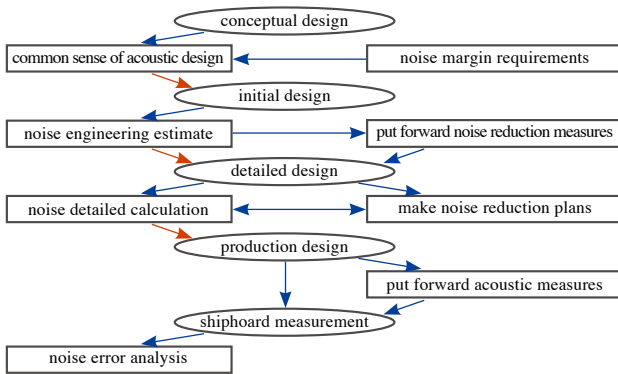 conceptual design
common sense of acoustic design
noise margin requirements
initial design
noise engineering estimate
put forward noise reduction measures
detailed design
noise detailed calculation
make noise reduction plans
production design
put forward acoustic measures
shiphoard measurement
noise error analysis